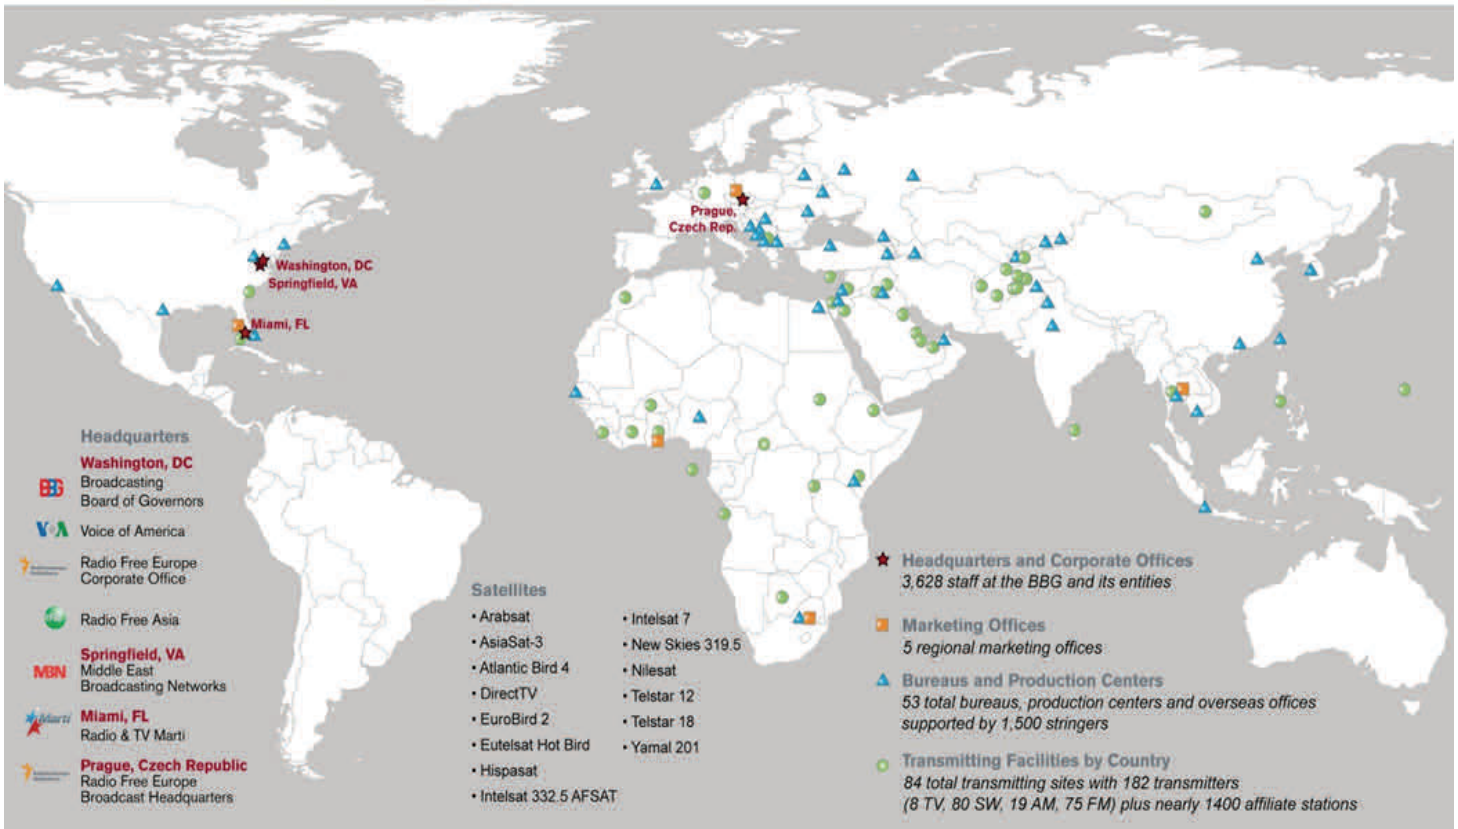 Prague,
Czech Rep.
Washington, DC
Springfield, VA
Miami, FL
Headquarters
Washington, DC
BBG
Broadcasting
Board of Governors
VOA
Voice of America
Radio Free Europe
Corporate Office
Radio Free Asia
Springfield, VA
MBN
Middle East
Broadcasting Networks
Marti
Miami, FL
Radio & TV Marti
Prague, Czech Republic
Radio Free Europe
Broadcast Headquarters
Satellites
• Arabsat
• AsiaSat-3
• Atlantic Bird 4
• DirectTV
• EuroBird 2
• Eutelsat Hot Bird
• Hispasat
• Intelsat 332.5 AFSAT
• Intelsat 7
• New Skies 319.5
• Nilesat
• Telstar 12
• Telstar 18
• Yamal 201
Headquarters and Corporate Offices
3,628 staff at the BBG and its entities
Marketing Offices
5 regional marketing offices
Bureaus and Production Centers
53 total bureaus, production centers and overseas offices
supported by 1,500 stringers
Transmitting Facilities by Country
84 total transmitting sites with 182 transmitters
(8 TV, 80 SW, 19 AM, 75 FM) plus nearly 1400 affiliate stations